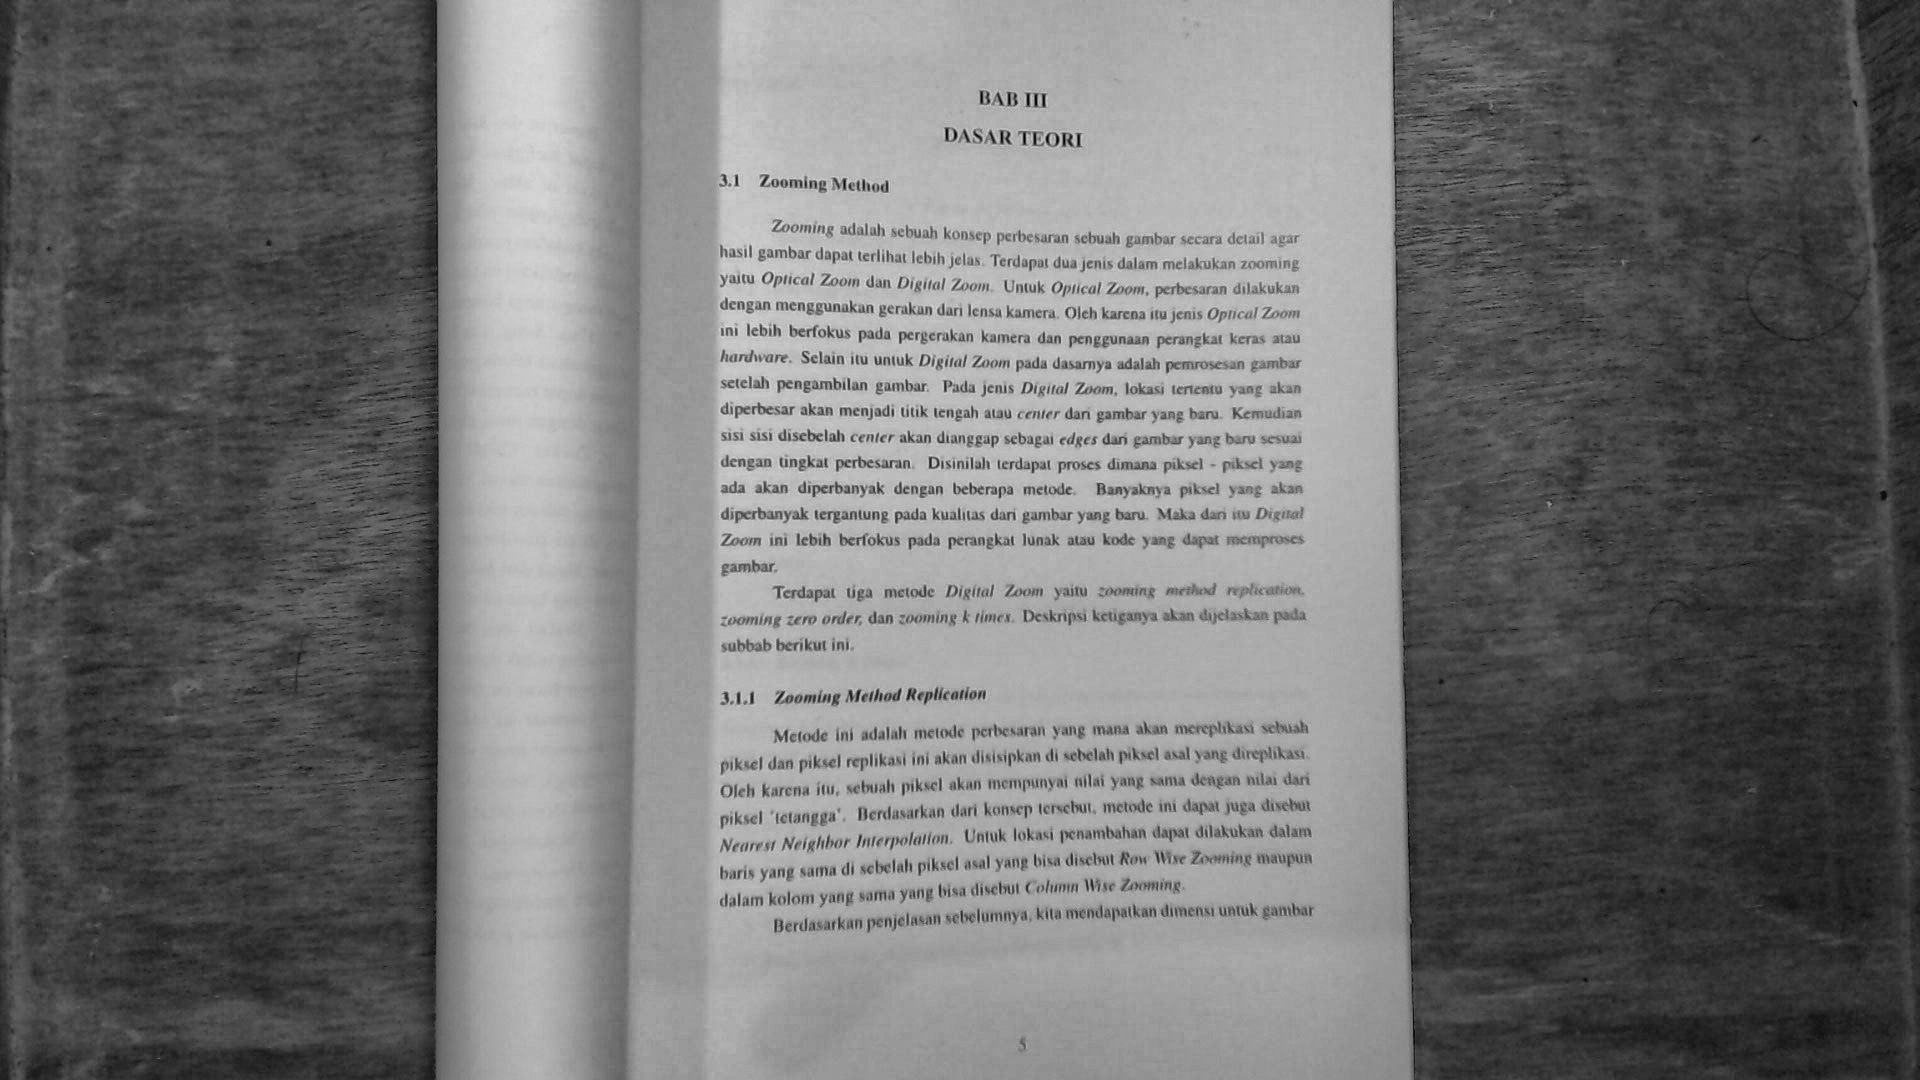 BAB III
DASAR TEORI
3.1 Zooming Method
Zooming adalah sebuah konsep perbesaran sebuah gambar secara detail agar
hasil gambar dapat terlihat lebih jelas. Terdapat dua jenis dalam melakukan zooming
yaitu Optical Zoom dan Digital Zoom. Untuk Optical Zoom, perbesaran dilakukan
dengan menggunakan gerakan dari lensa kamera. Oleh karena itu jenis Optical Zoom
ini lebih berfokus pada pergerakan kamera dan penggunaan perangkat keras atau
hardware. Selain itu untuk Digital Zoom pada dasarnya adalah pemrosesan gambar
setelah pengambilan gambar. Pada jenis Digital Zoom, lokasi tertentu yang akan
diperbesar akan menjadi titik tengah atau center dari gambar yang baru. Kemudian
sisi sisi disebelah center akan dianggap sebagai edges dari gambar yang baru sesuai
dengan tingkat perbesaran. Disinilah terdapat proses dimana piksel - piksel yang
ada akan diperbanyak dengan beberapa metode. Banyaknya piksel yang akan
diperbanyak tergantung pada kualitas dari gambar yang baru. Maka dari itu Digital
Zoom ini lebih berfokus pada perangkat lunak atau kode yang dapat memproses
gambar.
Terdapat tiga metode Digital Zoom yaitu zooming method replication,
zooming zero order, dan zooming k times. Deskripsi ketiganya akan dijelaskan pada
subbab berikut ini.
3.1.1 Zooming Method Replication
Metode ini adalah metode perbesaran yang mana akan mereplikasi sebuah
piksel dan piksel replikasi ini akan disisipkan di sebelah piksel asal yang direplikasi.
Oleh karena itu, sebuah piksel akan mempunyai nilai yang sama dengan nilai dari
piksel 'tetangga'. Berdasarkan dari konsep tersebut, metode ini dapat juga disebut
Nearest Neighbor Interpolation. Untuk lokasi penambahan dapat dilakukan dalam
baris yang sama di sebelah piksel asal yang bisa disebut Row Wise Zooming maupun
dalam kolom yang sama yang bisa disebut Column Wise Zooming.
Berdasarkan penjelasan sebelumnya, kita mendapatkan dimensi untuk gambar
5